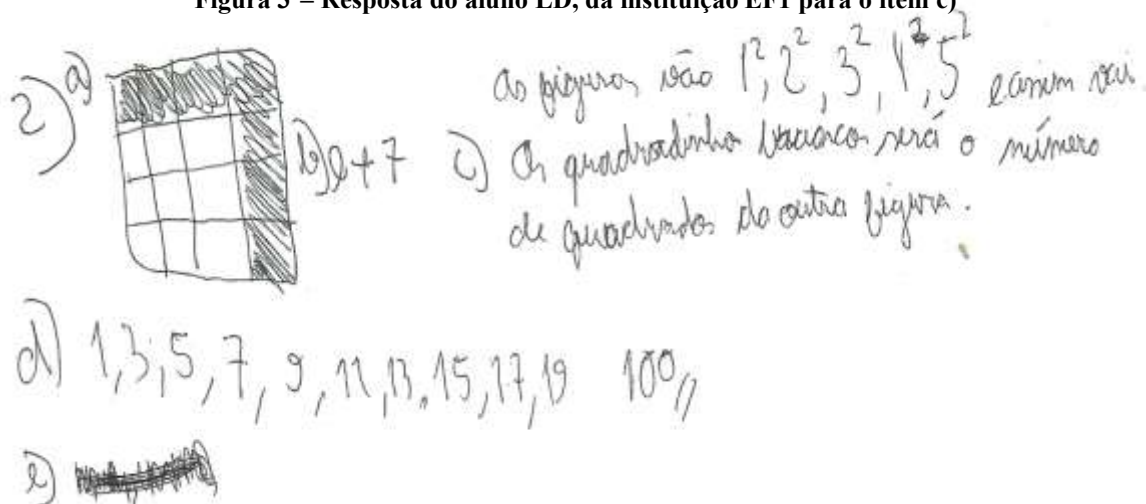 Figura 3 – Resposta do aluno LD, da instituição EF1 para o item c)
2) a)
b) l+7
as figuras vão 1², 2², 3², 4², 5² e assim vai.
c) Os quadradinhos brancos será o número
de quadrados da outra figura.
d) 1, 3, 5, 7, 9, 11, 13, 15, 17, 19 100//
e)